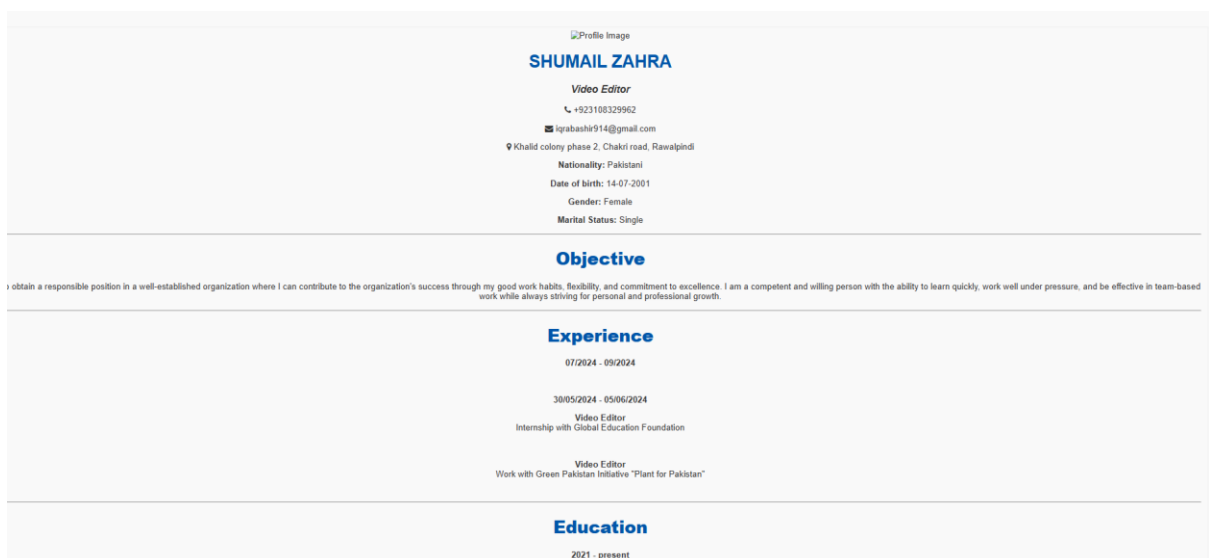 Profile Image
SHUMAIL ZAHRA
Video Editor
+923108329962
iqrabashir914@gmail.com
Khalid colony phase 2, Chakri road, Rawalpindi
Nationality: Pakistani
Date of birth: 14-07-2001
Gender: Female
Marital Status: Single
Objective
obtain a responsible position in a well-established organization where I can contribute to the organization's success through my good work habits, flexibility, and commitment to excellence. I am a competent and willing person with the ability to learn quickly, work well under pressure, and be effective in team-based
work while always striving for personal and professional growth.
Experience
07/2024 - 09/2024
30/05/2024 - 05/06/2024
Video Editor
Internship with Global Education Foundation
Video Editor
Work with Green Pakistan Initiative "Plant for Pakistan"
Education
2021 - present